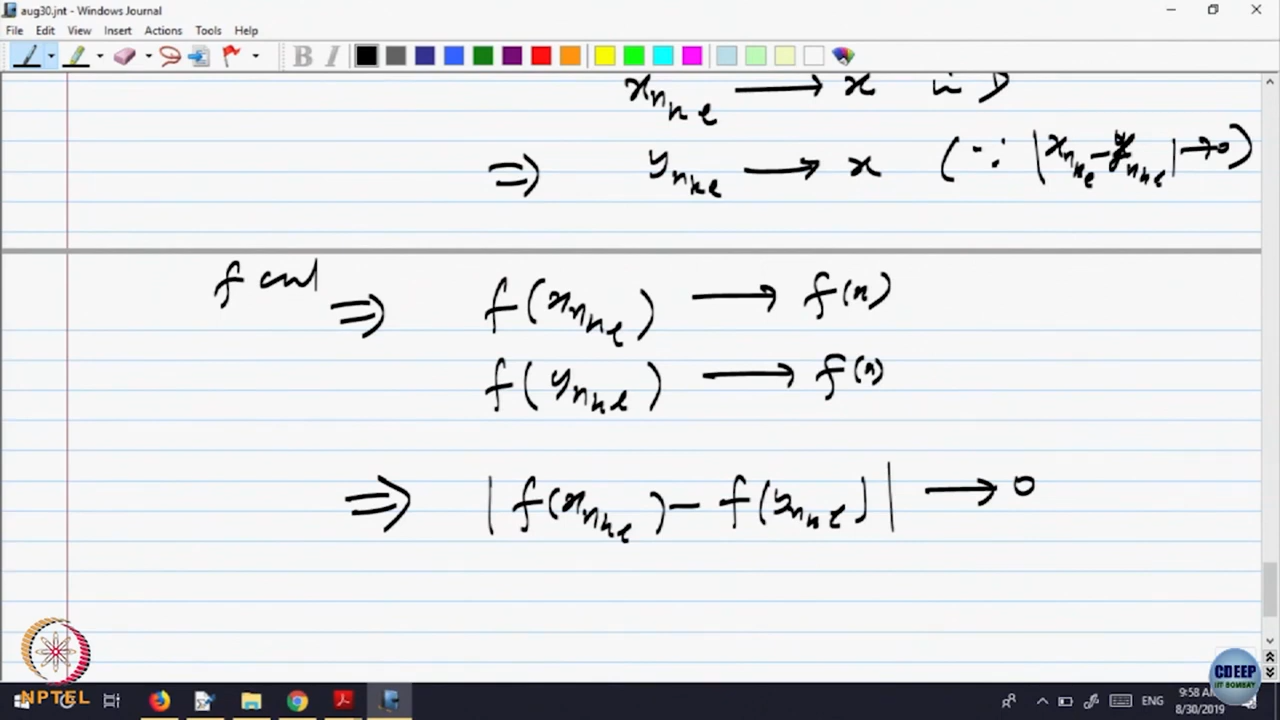 aug30.jnt - Windows Journal
File Edit View Insert Actions Tools Help
B I
x_{n_{k_l}} → x in D
⇒ y_{n_{k_l}} → x (∵ |x_{n_{k_l}} - y_{n_{k_l}}| → 0)
f cont ⇒ f(x_{n_{k_l}}) → f(x)
f(y_{n_{k_l}}) → f(x)
⇒ |f(x_{n_{k_l}}) - f(y_{n_{k_l}})| → 0
NPTEL
CDEEP
IIT BOMBAY
ENG
9:58
8/30/2019